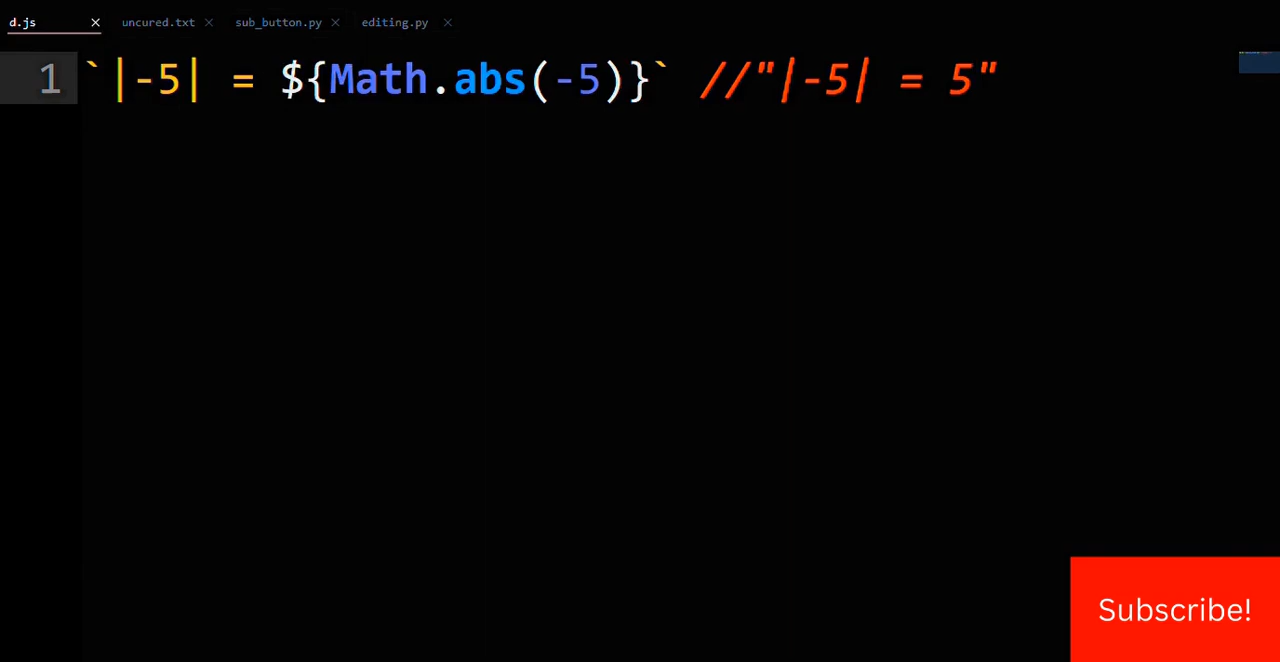 d.js × uncured.txt × sub_button.py × editing.py ×
1 `|-5| = ${Math.abs(-5)}` //"|-5| = 5"
Subscribe!